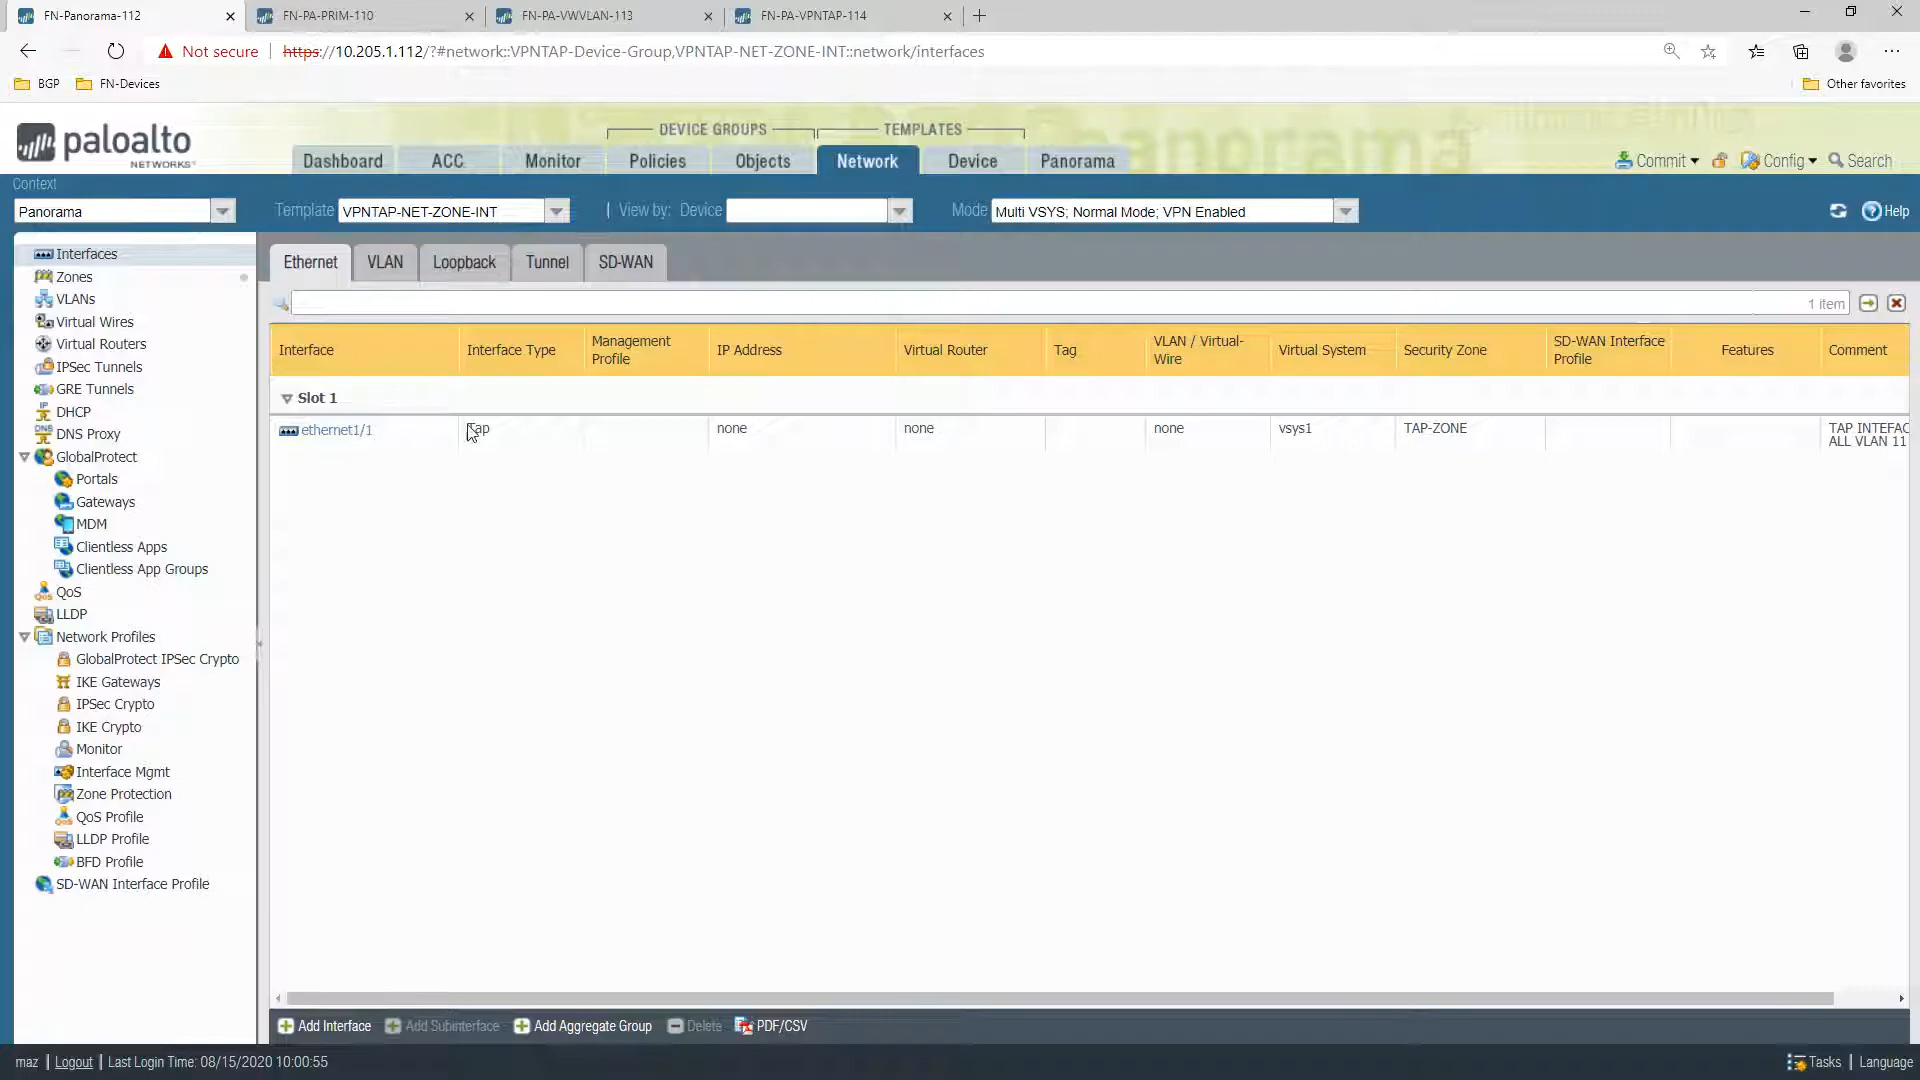 FN-Panorama-112
FN-PA-PRIM-110
FN-PA-VWVLAN-113
FN-PA-VPNTAP-114
Not secure
https://10.205.1.112/?#network::VPNTAP-Device-Group,VPNTAP-NET-ZONE-INT::network/interfaces
BGP
FN-Devices
Other favorites
paloalto
NETWORKS
panorama
DEVICE GROUPS
TEMPLATES
Dashboard
ACC
Monitor
Policies
Objects
Network
Device
Panorama
Commit
Config
Search
Context
Panorama
Template
VPNTAP-NET-ZONE-INT
View by: Device
Mode
Multi VSYS; Normal Mode; VPN Enabled
Help
Interfaces
Zones
VLANs
Virtual Wires
Virtual Routers
IPSec Tunnels
GRE Tunnels
DHCP
DNS Proxy
GlobalProtect
Portals
Gateways
MDM
Clientless Apps
Clientless App Groups
QoS
LLDP
Network Profiles
GlobalProtect IPSec Crypto
IKE Gateways
IPSec Crypto
IKE Crypto
Monitor
Interface Mgmt
Zone Protection
QoS Profile
LLDP Profile
BFD Profile
SD-WAN Interface Profile
Ethernet
VLAN
Loopback
Tunnel
SD-WAN
1 item
Interface
Interface Type
Management
Profile
IP Address
Virtual Router
Tag
VLAN / Virtual-
Wire
Virtual System
Security Zone
SD-WAN Interface
Profile
Features
Comment
Slot 1
ethernet1/1
Tap
none
none
none
vsys1
TAP-ZONE
TAP INTEFAC
ALL VLAN 11
Add Interface
Add Subinterface
Add Aggregate Group
Delete
PDF/CSV
maz
Logout
Last Login Time: 08/15/2020 10:00:55
Tasks
Language